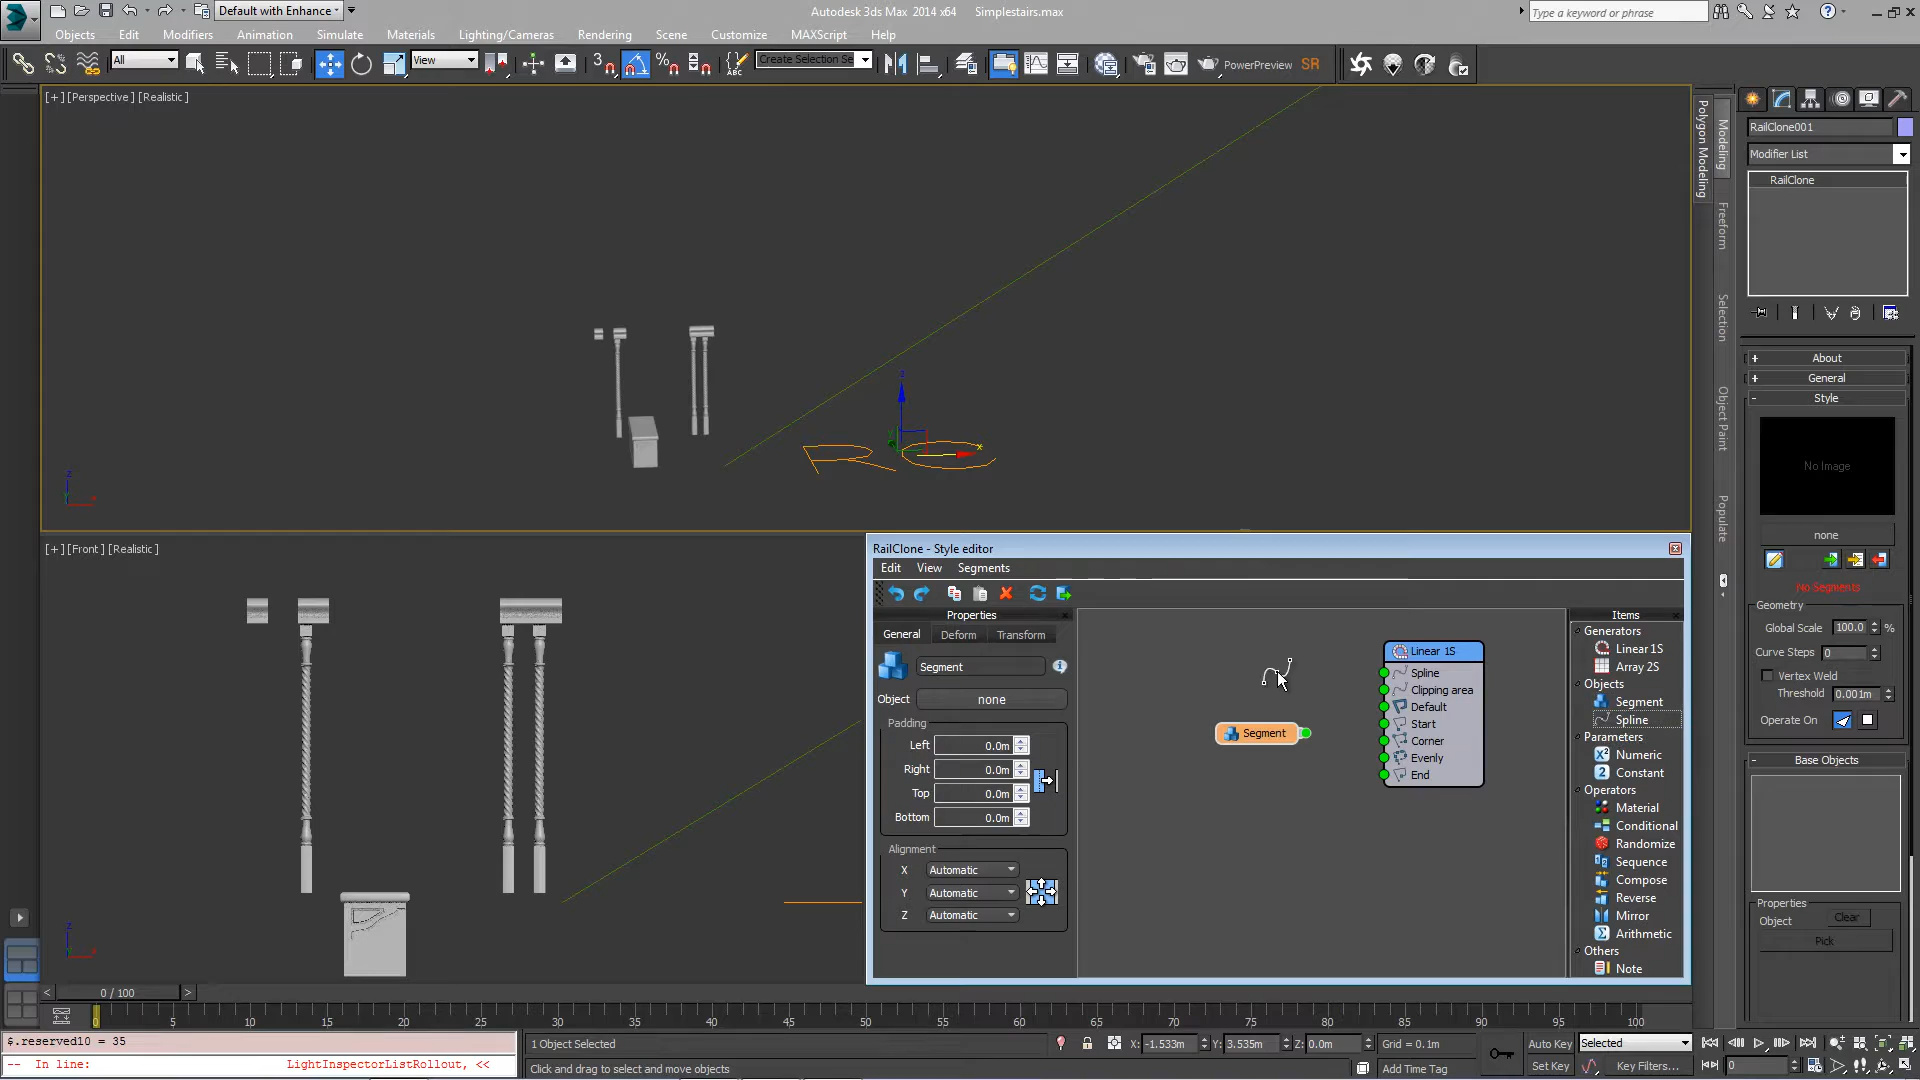 Default with Enhance
Autodesk 3ds Max 2014 x64
Simplestairs.max
Type a keyword or phrase
Objects
Edit
Modifiers
Animation
Simulate
Materials
Lighting/Cameras
Rendering
Scene
Customize
MAXScript
Help
All
View
3
Create Selection Se
PowerPreview
SR
[+] [Perspective] [Realistic]
Polygon Modeling
Modeling
Freeform
Selection
Object Paint
Populate
RailClone001
Modifier List
RailClone
+ About
+ General
- Style
No Image
none
No Segments
Geometry
Global Scale 100.0 %
Curve Steps 0
Vertex Weld
Threshold 0.001m
Operate On
- Base Objects
Properties
Object
Clear
Pick
[+] [Front] [Realistic]
RailClone - Style editor
Edit
View
Segments
Properties
General
Deform
Transform
Segment
Object
none
Padding
Left 0.0m
Right 0.0m
Top 0.0m
Bottom 0.0m
Alignment
X Automatic
Y Automatic
Z Automatic
Segment
Linear 1S
Spline
Clipping area
Default
Start
Corner
Evenly
End
Items
Generators
Linear 1S
Array 2S
Objects
Segment
Spline
Parameters
Numeric
Constant
Operators
Material
Conditional
Randomize
Sequence
Compose
Reverse
Mirror
Arithmetic
Others
Note
< 0 / 100 >
0 5 10 15 20 25 30 35 40 45 50 55 60 65 70 75 80 85 90 95 100
$.reserved10 = 35
-- In line: LightInspectorListRollout, <<
1 Object Selected
Click and drag to select and move objects
X: -1.533m
Y: 3.535m
Z: 0.0m
Grid = 0.1m
Add Time Tag
Auto Key
Selected
Set Key
Key Filters...
0